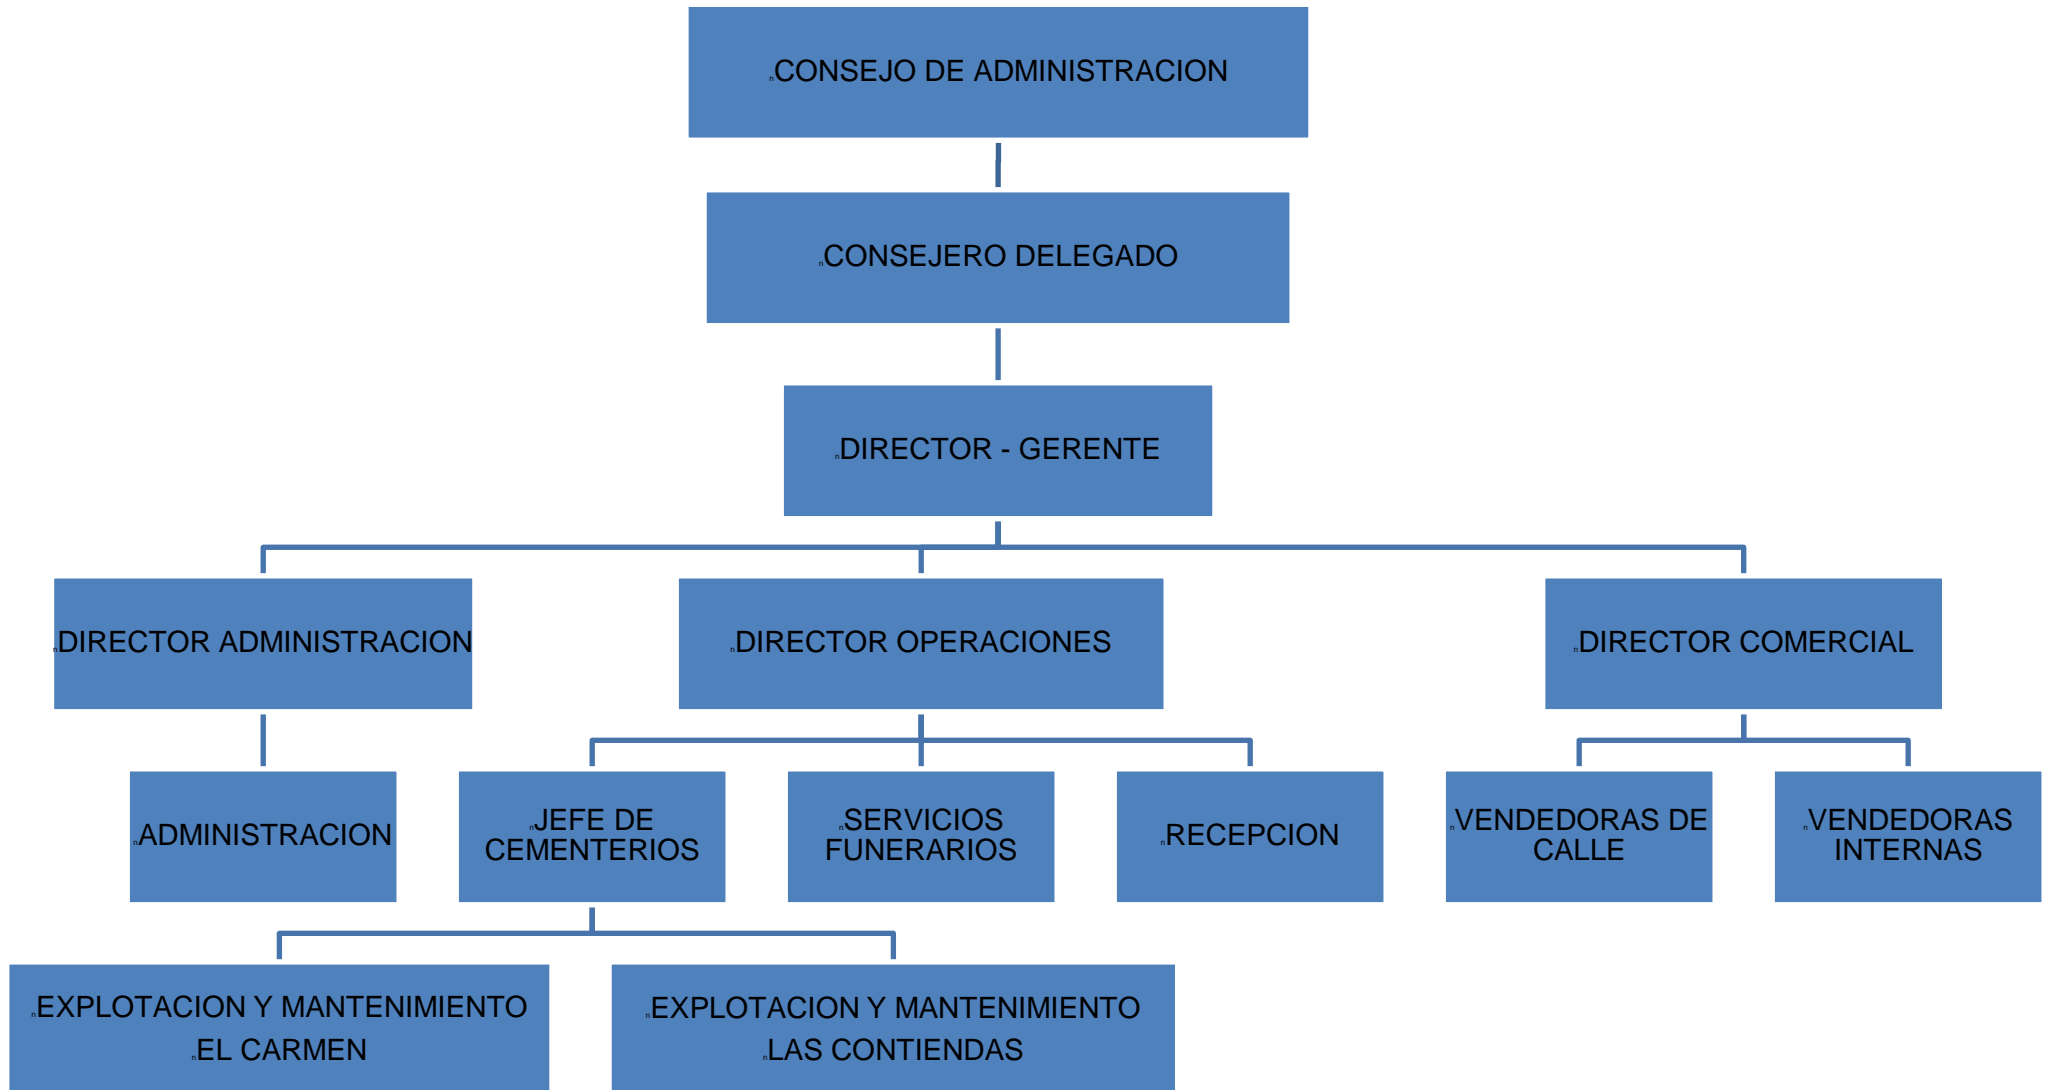 CONSEJO DE ADMINISTRACION
CONSEJERO DELEGADO
DIRECTOR - GERENTE
DIRECTOR ADMINISTRACION
DIRECTOR OPERACIONES
DIRECTOR COMERCIAL
ADMINISTRACION
JEFE DE
CEMENTERIOS
SERVICIOS
FUNERARIOS
RECEPCION
VENDEDORAS DE
CALLE
VENDEDORAS
INTERNAS
EXPLOTACION Y MANTENIMIENTO
EL CARMEN
EXPLOTACION Y MANTENIMIENTO
LAS CONTIENDAS